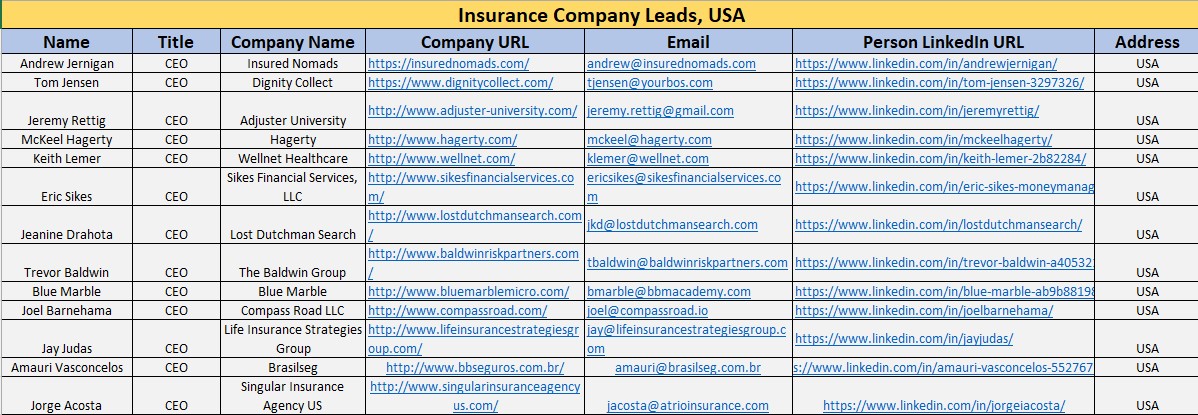 Insurance Company Leads, USA
Name Title Company Name Company URL Email Person LinkedIn URL Address
Andrew Jernigan CEO Insured Nomads https://insurednomads.com/ andrew@insurednomads.com https://www.linkedin.com/in/andrewjernigan/ USA
Tom Jensen CEO Dignity Collect https://www.dignitycollect.com/ tjensen@yourbos.com https://www.linkedin.com/in/tom-jensen-3297326/ USA
http://www.adjuster-university.com/ jeremy.rettig@gmail.com https://www.linkedin.com/in/jeremyrettig/
Jeremy Rettig CEO Adjuster University USA
McKeel Hagerty CEO Hagerty http://www.hagerty.com/ mckeel@hagerty.com https://www.linkedin.com/in/mckeelhagerty/ USA
Keith Lemer CEO Wellnet Healthcare http://www.wellnet.com/ klemer@wellnet.com https://www.linkedin.com/in/keith-lemer-2b82284/ USA
Sikes Financial Services, http://www.sikesfinancialservices.co ericsikes@sikesfinancialservices.co https://www.linkedin.com/in/eric-sikes-moneymanag
Eric Sikes CEO LLC m/ m USA
http://www.lostdutchmansearch.com jkd@lostdutchmansearch.com https://www.linkedin.com/in/lostdutchmansearch/
Jeanine Drahota CEO Lost Dutchman Search / USA
http://www.baldwinriskpartners.com tbaldwin@baldwinriskpartners.com https://www.linkedin.com/in/trevor-baldwin-a405321
Trevor Baldwin CEO The Baldwin Group / USA
Blue Marble CEO Blue Marble http://www.bluemarblemicro.com/ bmarble@bbmacademy.com https://www.linkedin.com/in/blue-marble-ab9b88198 USA
Joel Barnehama CEO Compass Road LLC http://www.compassroad.com/ joel@compassroad.io https://www.linkedin.com/in/joelbarnehama/ USA
Life Insurance Strategies http://www.lifeinsurancestrategiesgr jay@lifeinsurancestrategiesgroup.c https://www.linkedin.com/in/jayjudas/
Jay Judas CEO Group oup.com/ om USA
Amauri Vasconcelos CEO Brasilseg http://www.bbseguros.com.br/ amauri@brasilseg.com.br s://www.linkedin.com/in/amauri-vasconcelos-552767 USA
Singular Insurance http://www.singularinsuranceagency
Jorge Acosta CEO Agency US us.com/ jacosta@atrioinsurance.com https://www.linkedin.com/in/jorgeiacosta/ USA